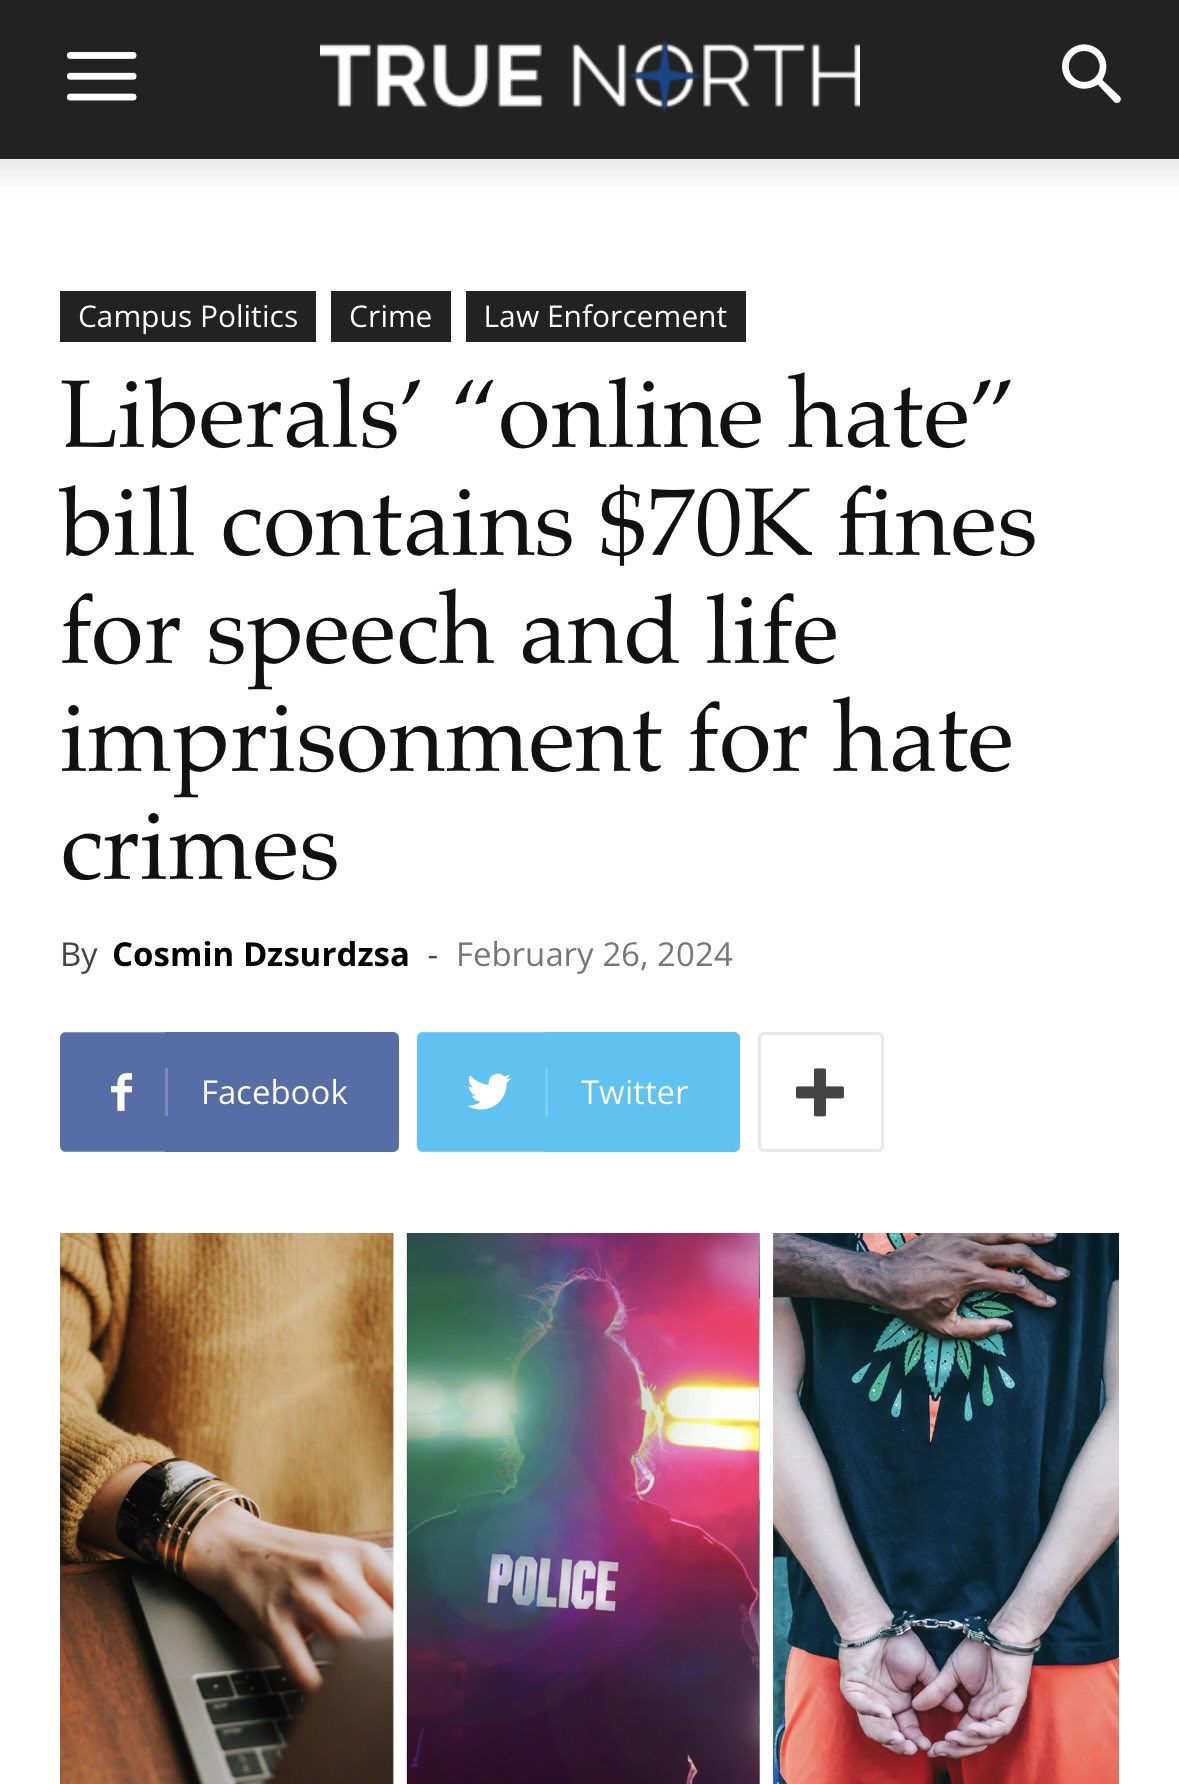 TRUE NORTH
Campus Politics Crime Law Enforcement
Liberals’ “online hate”
bill contains $70K fines
for speech and life
imprisonment for hate
crimes
By Cosmin Dzsurdzsa - February 26, 2024
Facebook Twitter
POLICE